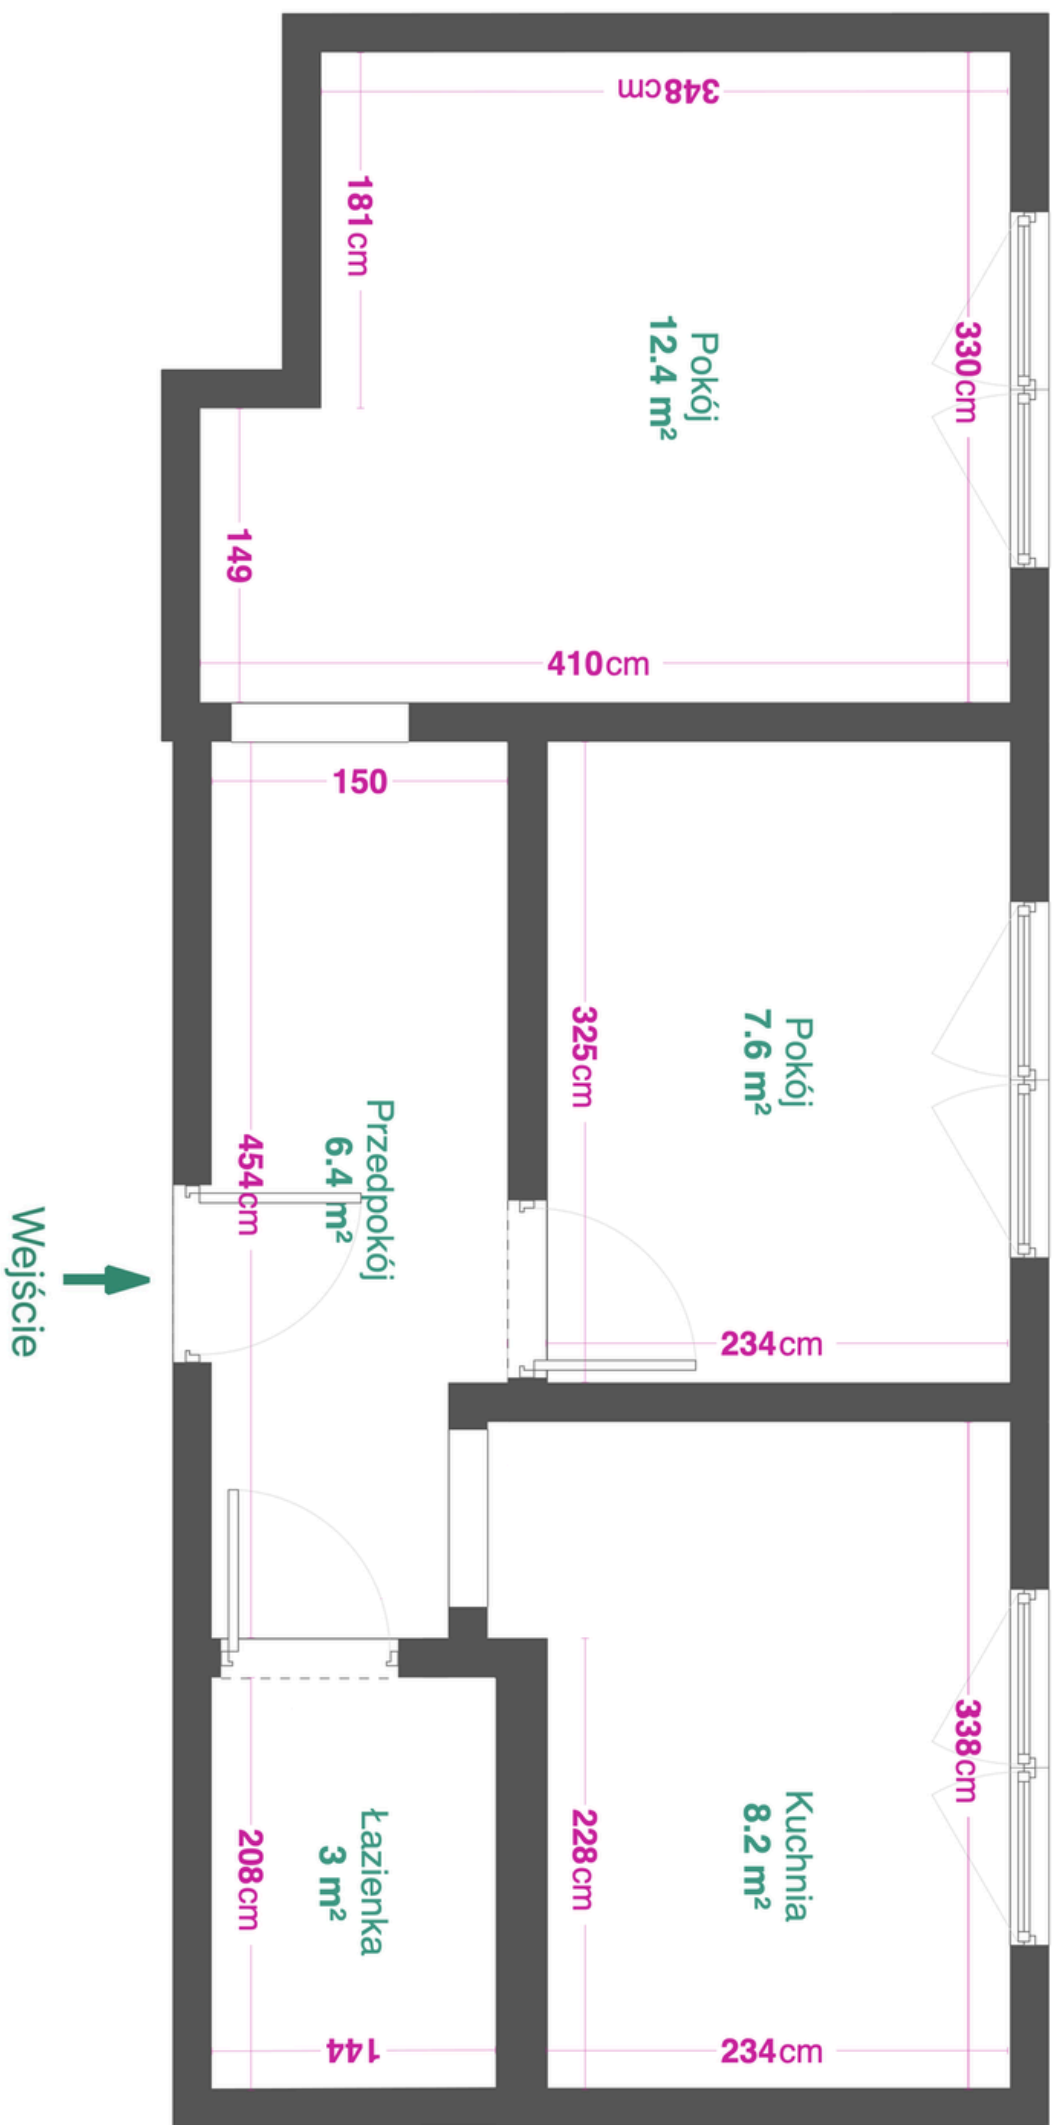 348cm
181cm
330cm
Pokój
12.4 m²
149
410cm
150
325cm
Pokój
7.6 m²
234cm
Przedpokój
6.4 m²
454cm
Wejście
338cm
Kuchnia
8.2 m²
228cm
234cm
Łazienka
3 m²
208cm
144